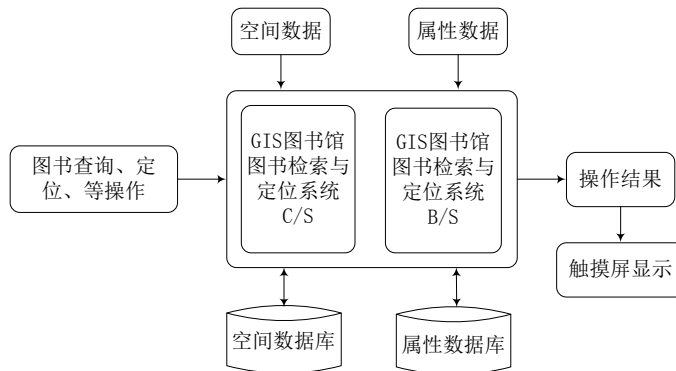 空间数据
属性数据
图书查询、定
位、等操作
GIS图书馆
图书检索与
定位系统
C/S
GIS图书馆
图书检索与
定位系统
B/S
操作结果
触摸屏显示
空间数据库
属性数据库